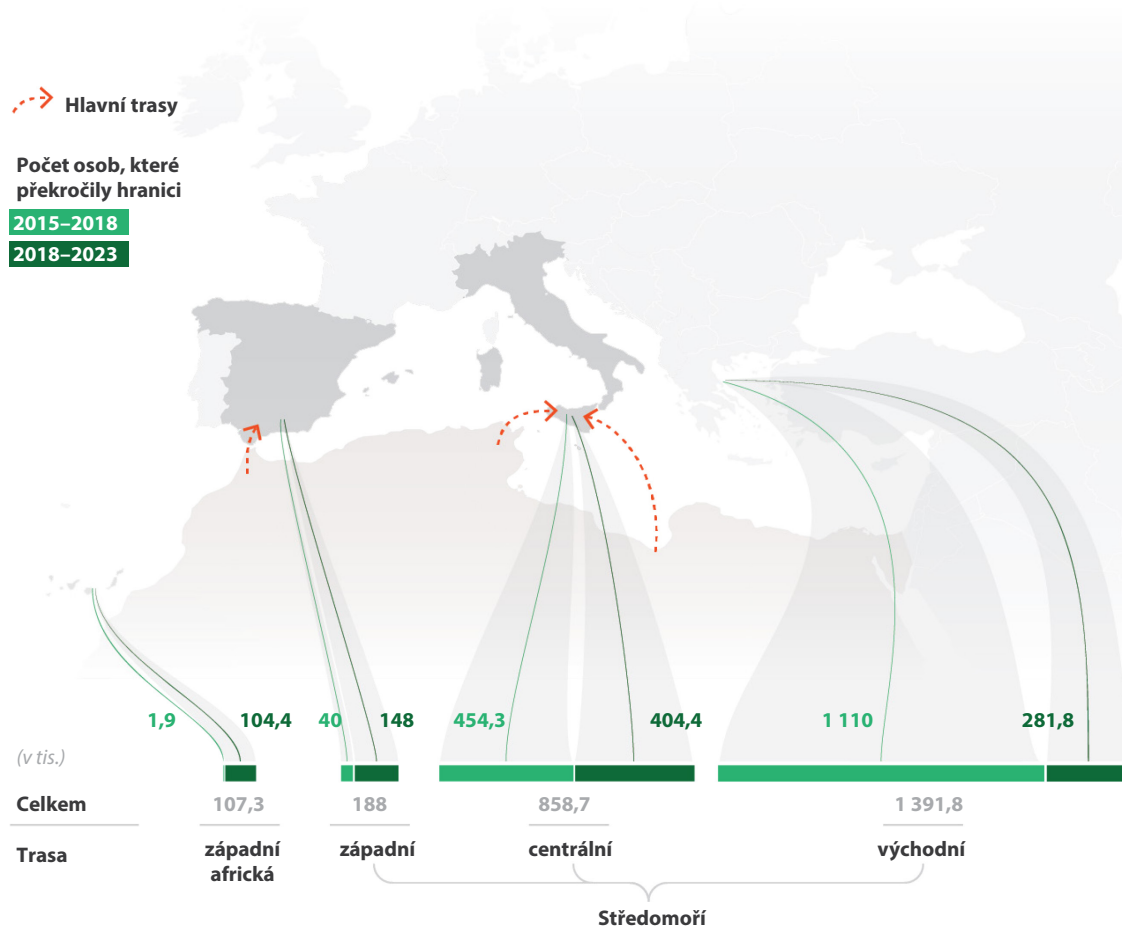 Hlavní trasy
Počet osob, které
překročily hranici
2015–2018
2018–2023
1,9
104,4
40
148
454,3
404,4
1 110
281,8
(v tis.)
Celkem
107,3
188
858,7
1 391,8
Trasa
západní
africká
západní
centrální
východní
Středomoří